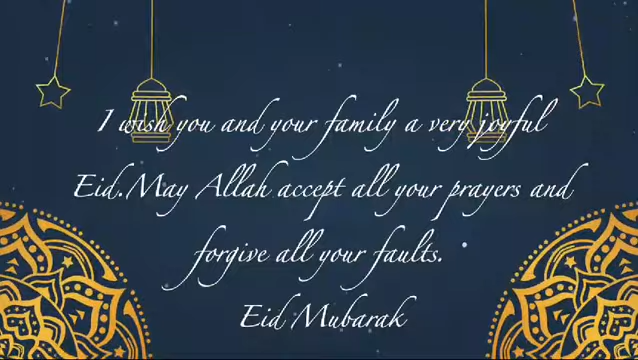 I wish you and your family a very joyful
Eid.May Allah accept all your prayers and
forgive all your faults.
Eid Mubarak